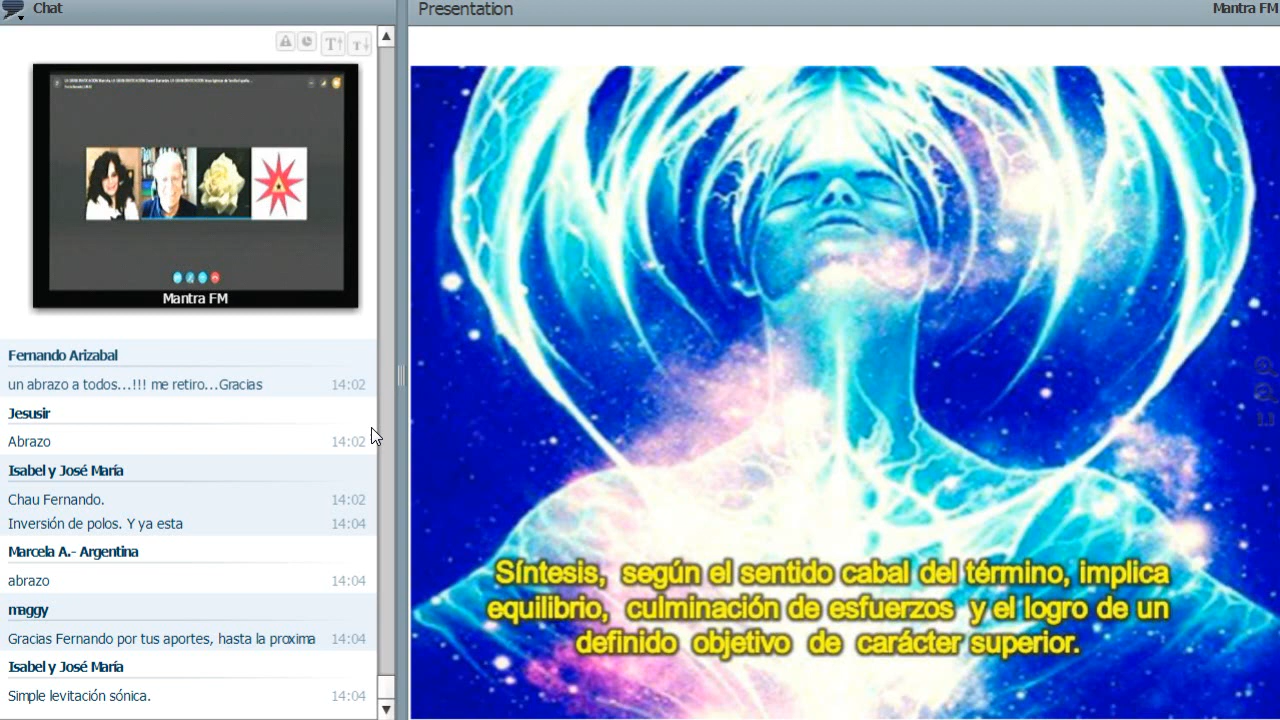 Chat
Mantra FM
Fernando Arizabal
un abrazo a todos...!!! me retiro...Gracias 14:02
Jesusir
Abrazo 14:02
Isabel y José María
Chau Fernando. 14:02
Inversión de polos. Y ya esta 14:04
Marcela A.- Argentina
abrazo 14:04
maggy
Gracias Fernando por tus aportes, hasta la proxima 14:04
Isabel y José María
Simple levitación sónica. 14:04
Presentation
Mantra FM
Síntesis, según el sentido cabal del término, implica
equilibrio, culminación de esfuerzos y el logro de un
definido objetivo de carácter superior.
1:1